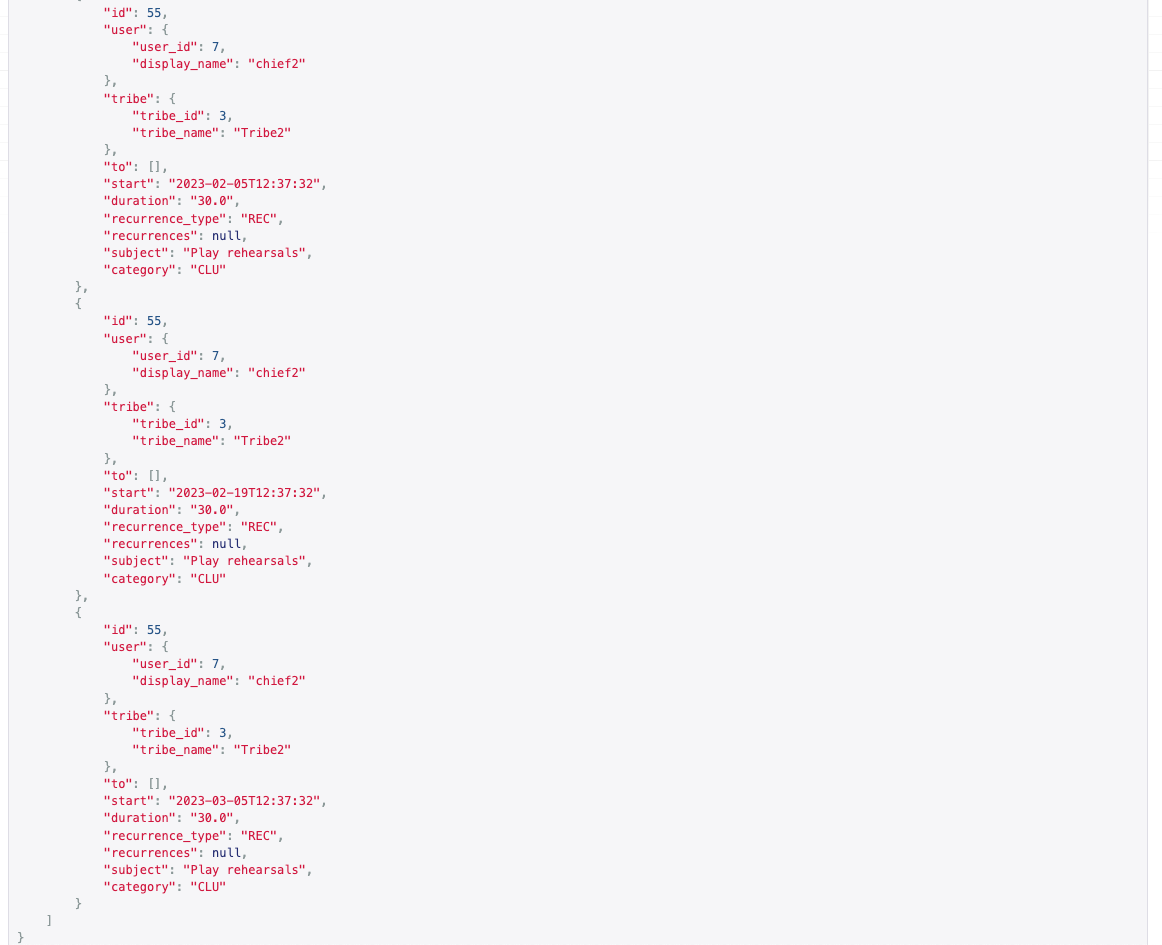 "id": 55,
            "user": {
                "user_id": 7,
                "display_name": "chief2"
            },
            "tribe": {
                "tribe_id": 3,
                "tribe_name": "Tribe2"
            },
            "to": [],
            "start": "2023-02-05T12:37:32",
            "duration": "30.0",
            "recurrence_type": "REC",
            "recurrences": null,
            "subject": "Play rehearsals",
            "category": "CLU"
        },
        {
            "id": 55,
            "user": {
                "user_id": 7,
                "display_name": "chief2"
            },
            "tribe": {
                "tribe_id": 3,
                "tribe_name": "Tribe2"
            },
            "to": [],
            "start": "2023-02-19T12:37:32",
            "duration": "30.0",
            "recurrence_type": "REC",
            "recurrences": null,
            "subject": "Play rehearsals",
            "category": "CLU"
        },
        {
            "id": 55,
            "user": {
                "user_id": 7,
                "display_name": "chief2"
            },
            "tribe": {
                "tribe_id": 3,
                "tribe_name": "Tribe2"
            },
            "to": [],
            "start": "2023-03-05T12:37:32",
            "duration": "30.0",
            "recurrence_type": "REC",
            "recurrences": null,
            "subject": "Play rehearsals",
            "category": "CLU"
        }
    ]
}